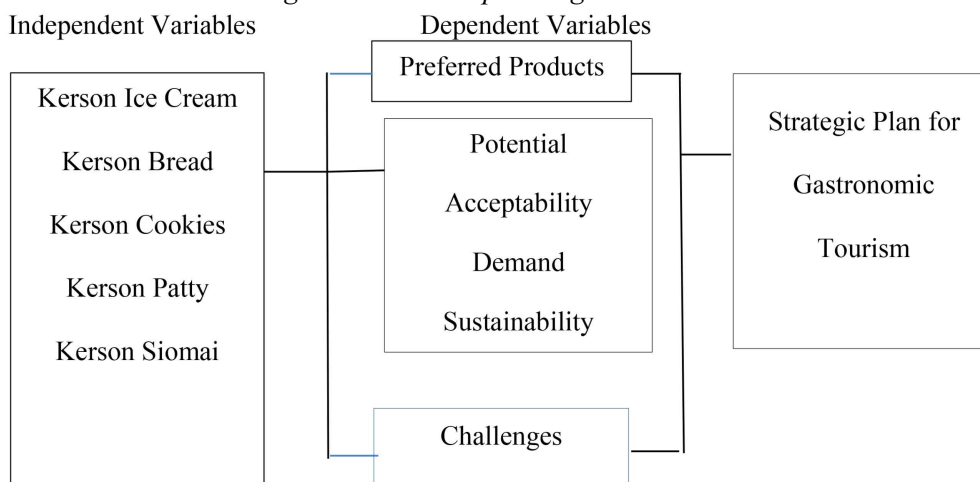 Independent Variables
Dependent Variables
Kerson Ice Cream
Kerson Bread
Kerson Cookies
Kerson Patty
Kerson Siomai
Preferred Products
Potential
Acceptability
Demand
Sustainability
Challenges
Strategic Plan for
Gastronomic
Tourism